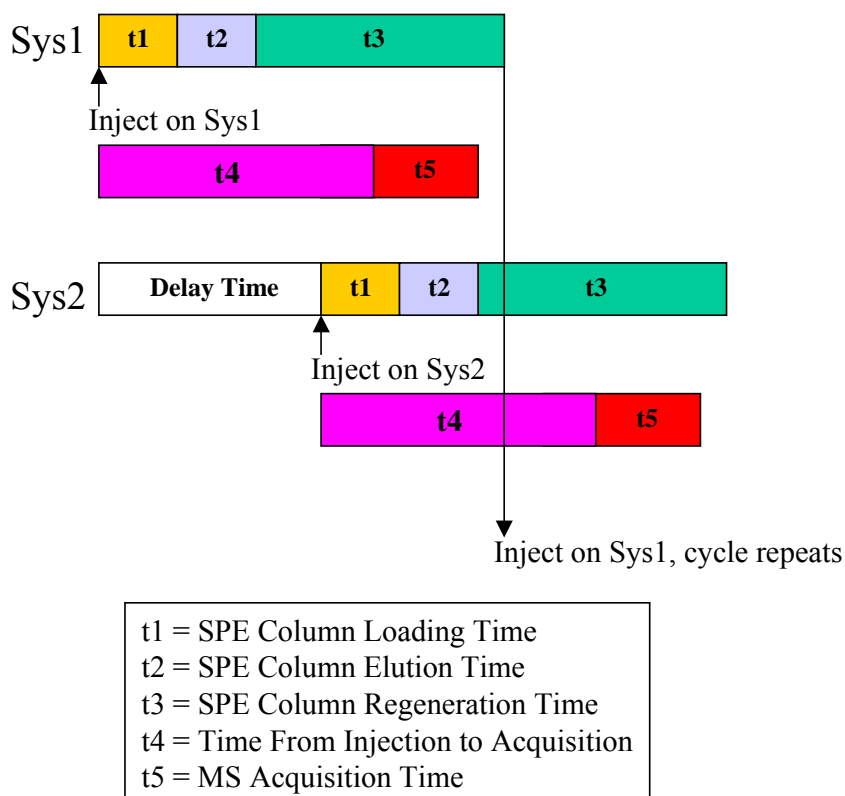 Sys1
t1 t2 t3
Inject on Sys1
t4 t5
Sys2
Delay Time t1 t2 t3
Inject on Sys2
t4 t5
Inject on Sys1, cycle repeats
t1 = SPE Column Loading Time
t2 = SPE Column Elution Time
t3 = SPE Column Regeneration Time
t4 = Time From Injection to Acquisition
t5 = MS Acquisition Time